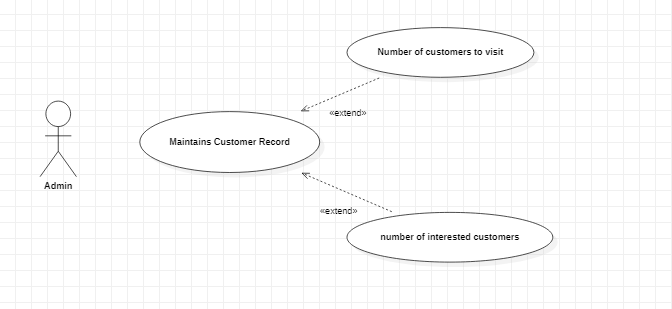 Number of customers to visit
«extend»
Maintains Customer Record
Admin
«extend»
number of interested customers